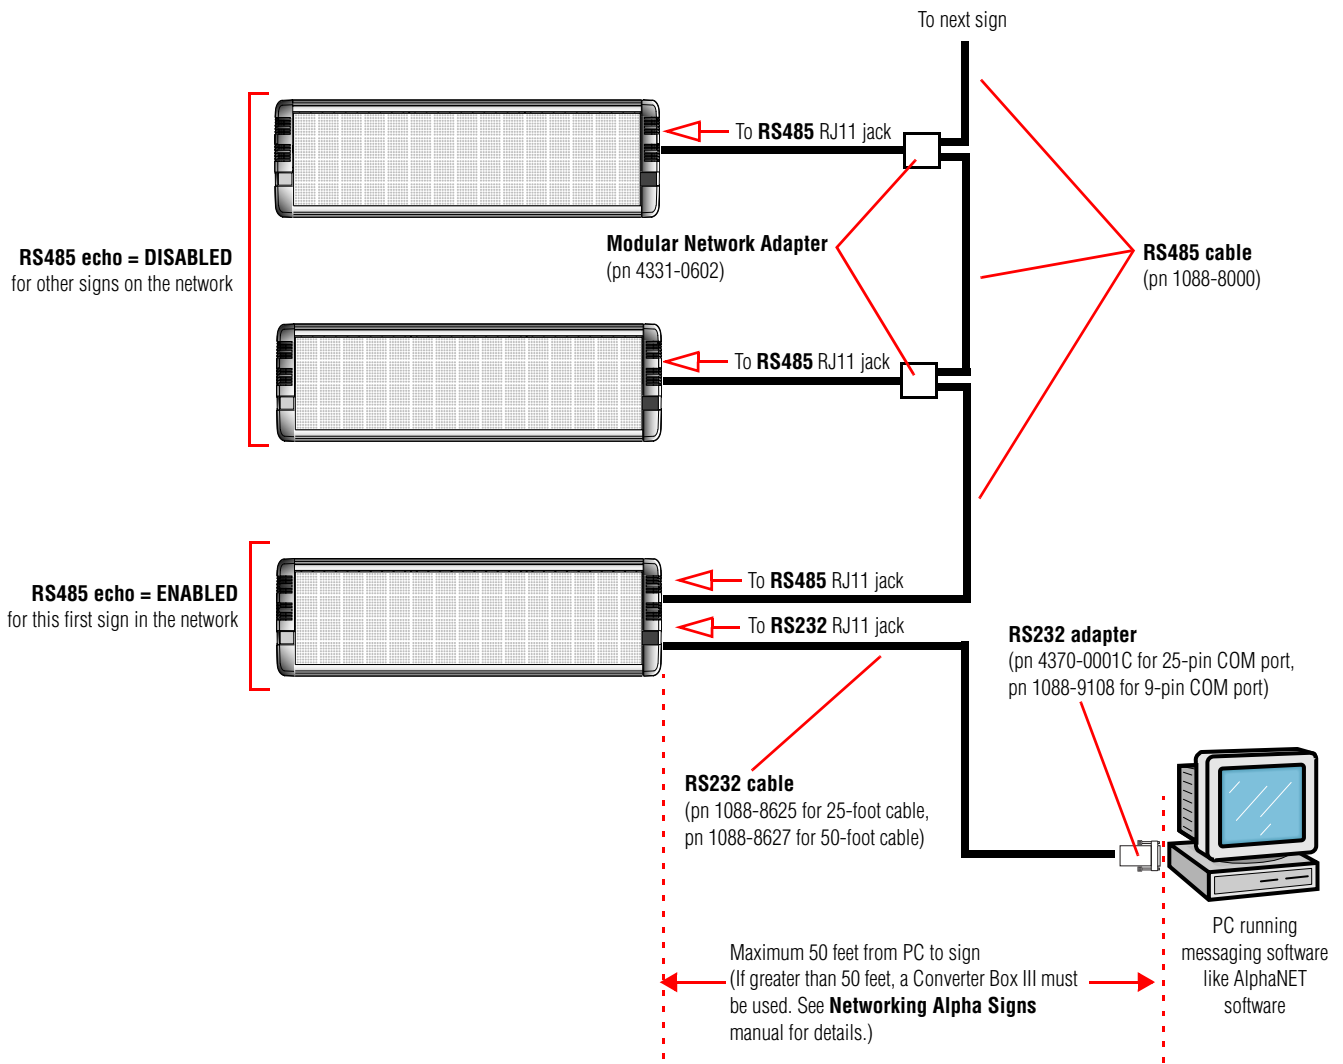 To next sign
To RS485 RJ11 jack
Modular Network Adapter
(pn 4331-0602)
RS485 cable
(pn 1088-8000)
RS485 echo = DISABLED
for other signs on the network
To RS485 RJ11 jack
RS485 echo = ENABLED
for this first sign in the network
To RS485 RJ11 jack
To RS232 RJ11 jack
RS232 adapter
(pn 4370-0001C for 25-pin COM port,
pn 1088-9108 for 9-pin COM port)
RS232 cable
(pn 1088-8625 for 25-foot cable,
pn 1088-8627 for 50-foot cable)
PC running
messaging software
like AlphaNET
software
Maximum 50 feet from PC to sign
(If greater than 50 feet, a Converter Box III must
be used. See Networking Alpha Signs
manual for details.)